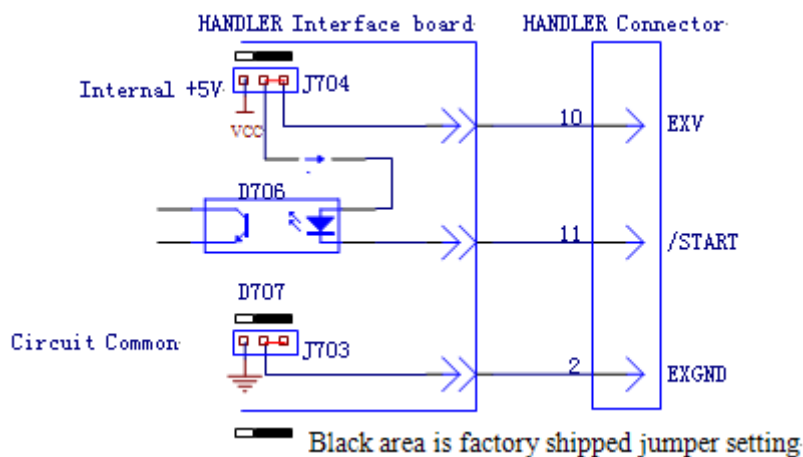 HANDLER Interface board HANDLER Connector
J704
Internal +5V
VCC
10 EXV
D706
11 /START
D707
Circuit Common
J703
2 EXGND
Black area is factory shipped jumper setting